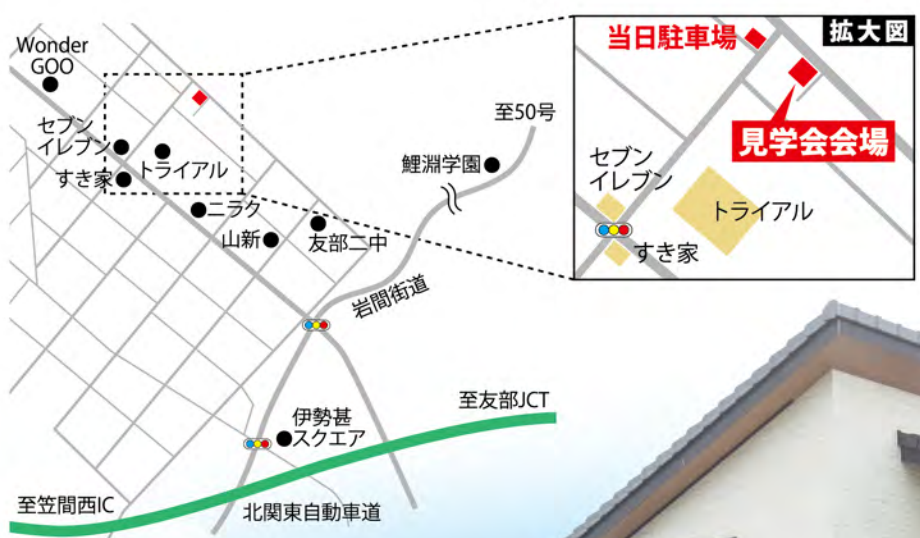 Wonder
GOO
セブン
イレブン
すき家
トライアル
ニラク
山新
友部二中
鯉淵学園
至50号
岩間街道
伊勢甚
スクエア
至友部JCT
至笠間西IC
北関東自動車道
拡大図
当日駐車場
見学会会場
セブン
イレブン
トライアル
すき家